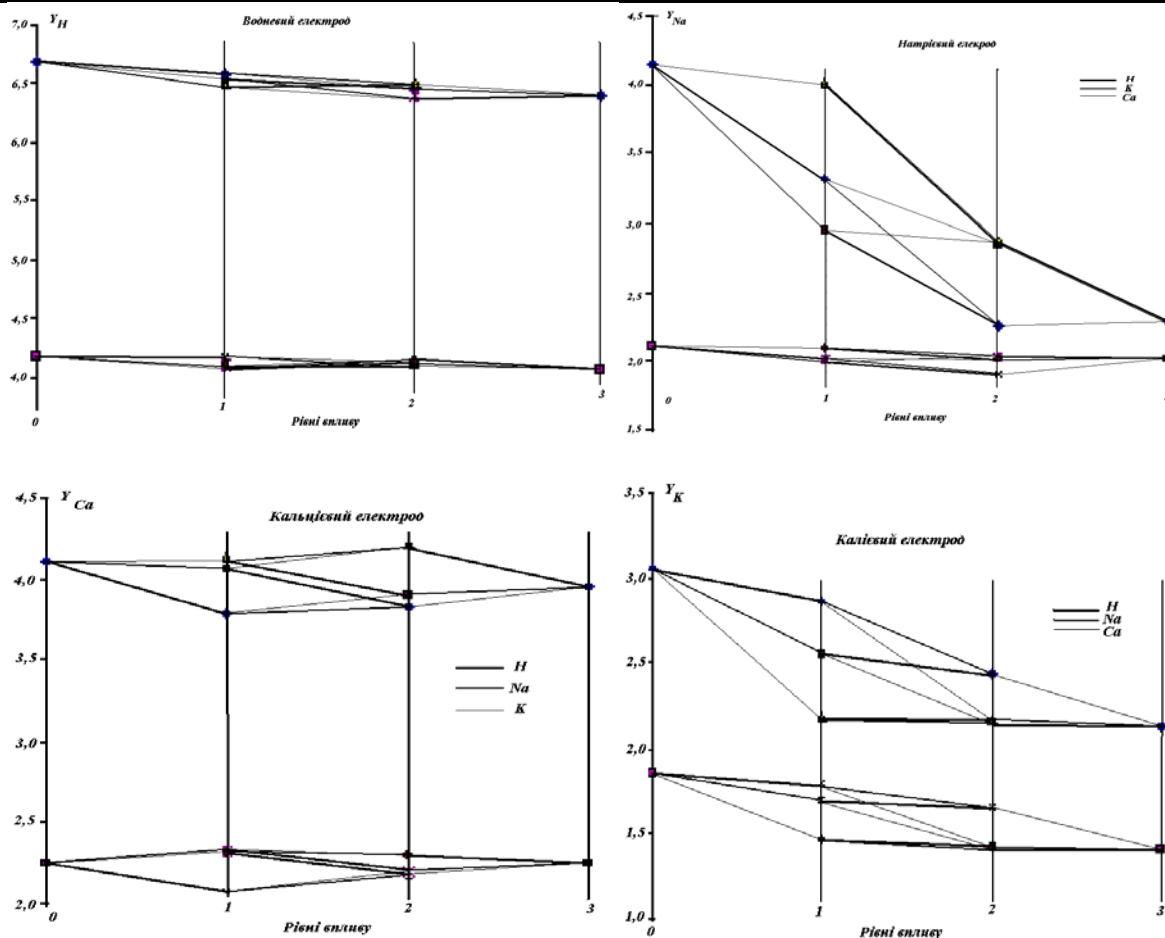 Y_H
Водневий електрод
7,0
6,5
6,0
5,5
5,0
4,5
4,0
0
1
2
3
Рівні впливу
Y_Na
Натрієвий елекрод
H
K
Ca
4,5
4,0
3,5
3,0
2,5
2,0
1,5
0
1
2
Рівні впливу
Y Ca
Кальцієвий електрод
4,5
4,0
3,5
3,0
2,5
2,0
H
Na
K
0
1
2
3
Рівні впливу
Y_K
Калієвий електрод
3,5
3,0
2,5
2,0
1,5
1,0
H
Na
Ca
0
1
2
3
Рівні впливу